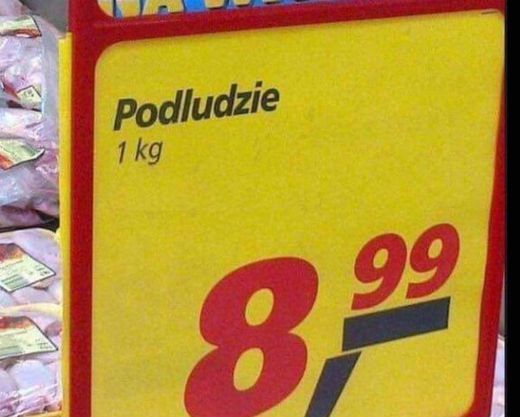 Podludzie
1 kg
8,99